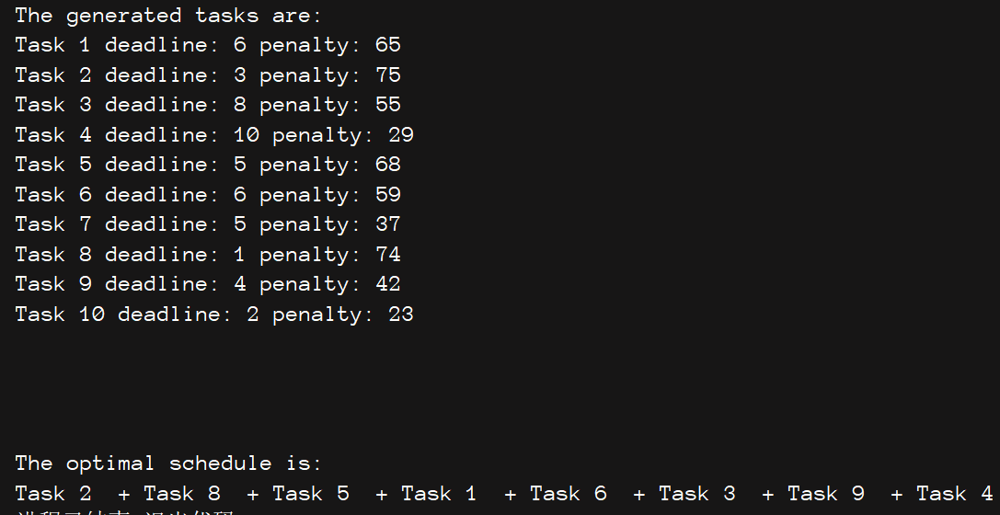 The generated tasks are:
Task 1 deadline: 6 penalty: 65
Task 2 deadline: 3 penalty: 75
Task 3 deadline: 8 penalty: 55
Task 4 deadline: 10 penalty: 29
Task 5 deadline: 5 penalty: 68
Task 6 deadline: 6 penalty: 59
Task 7 deadline: 5 penalty: 37
Task 8 deadline: 1 penalty: 74
Task 9 deadline: 4 penalty: 42
Task 10 deadline: 2 penalty: 23
The optimal schedule is:
Task 2  + Task 8  + Task 5  + Task 1  + Task 6  + Task 3  + Task 9  + Task 4